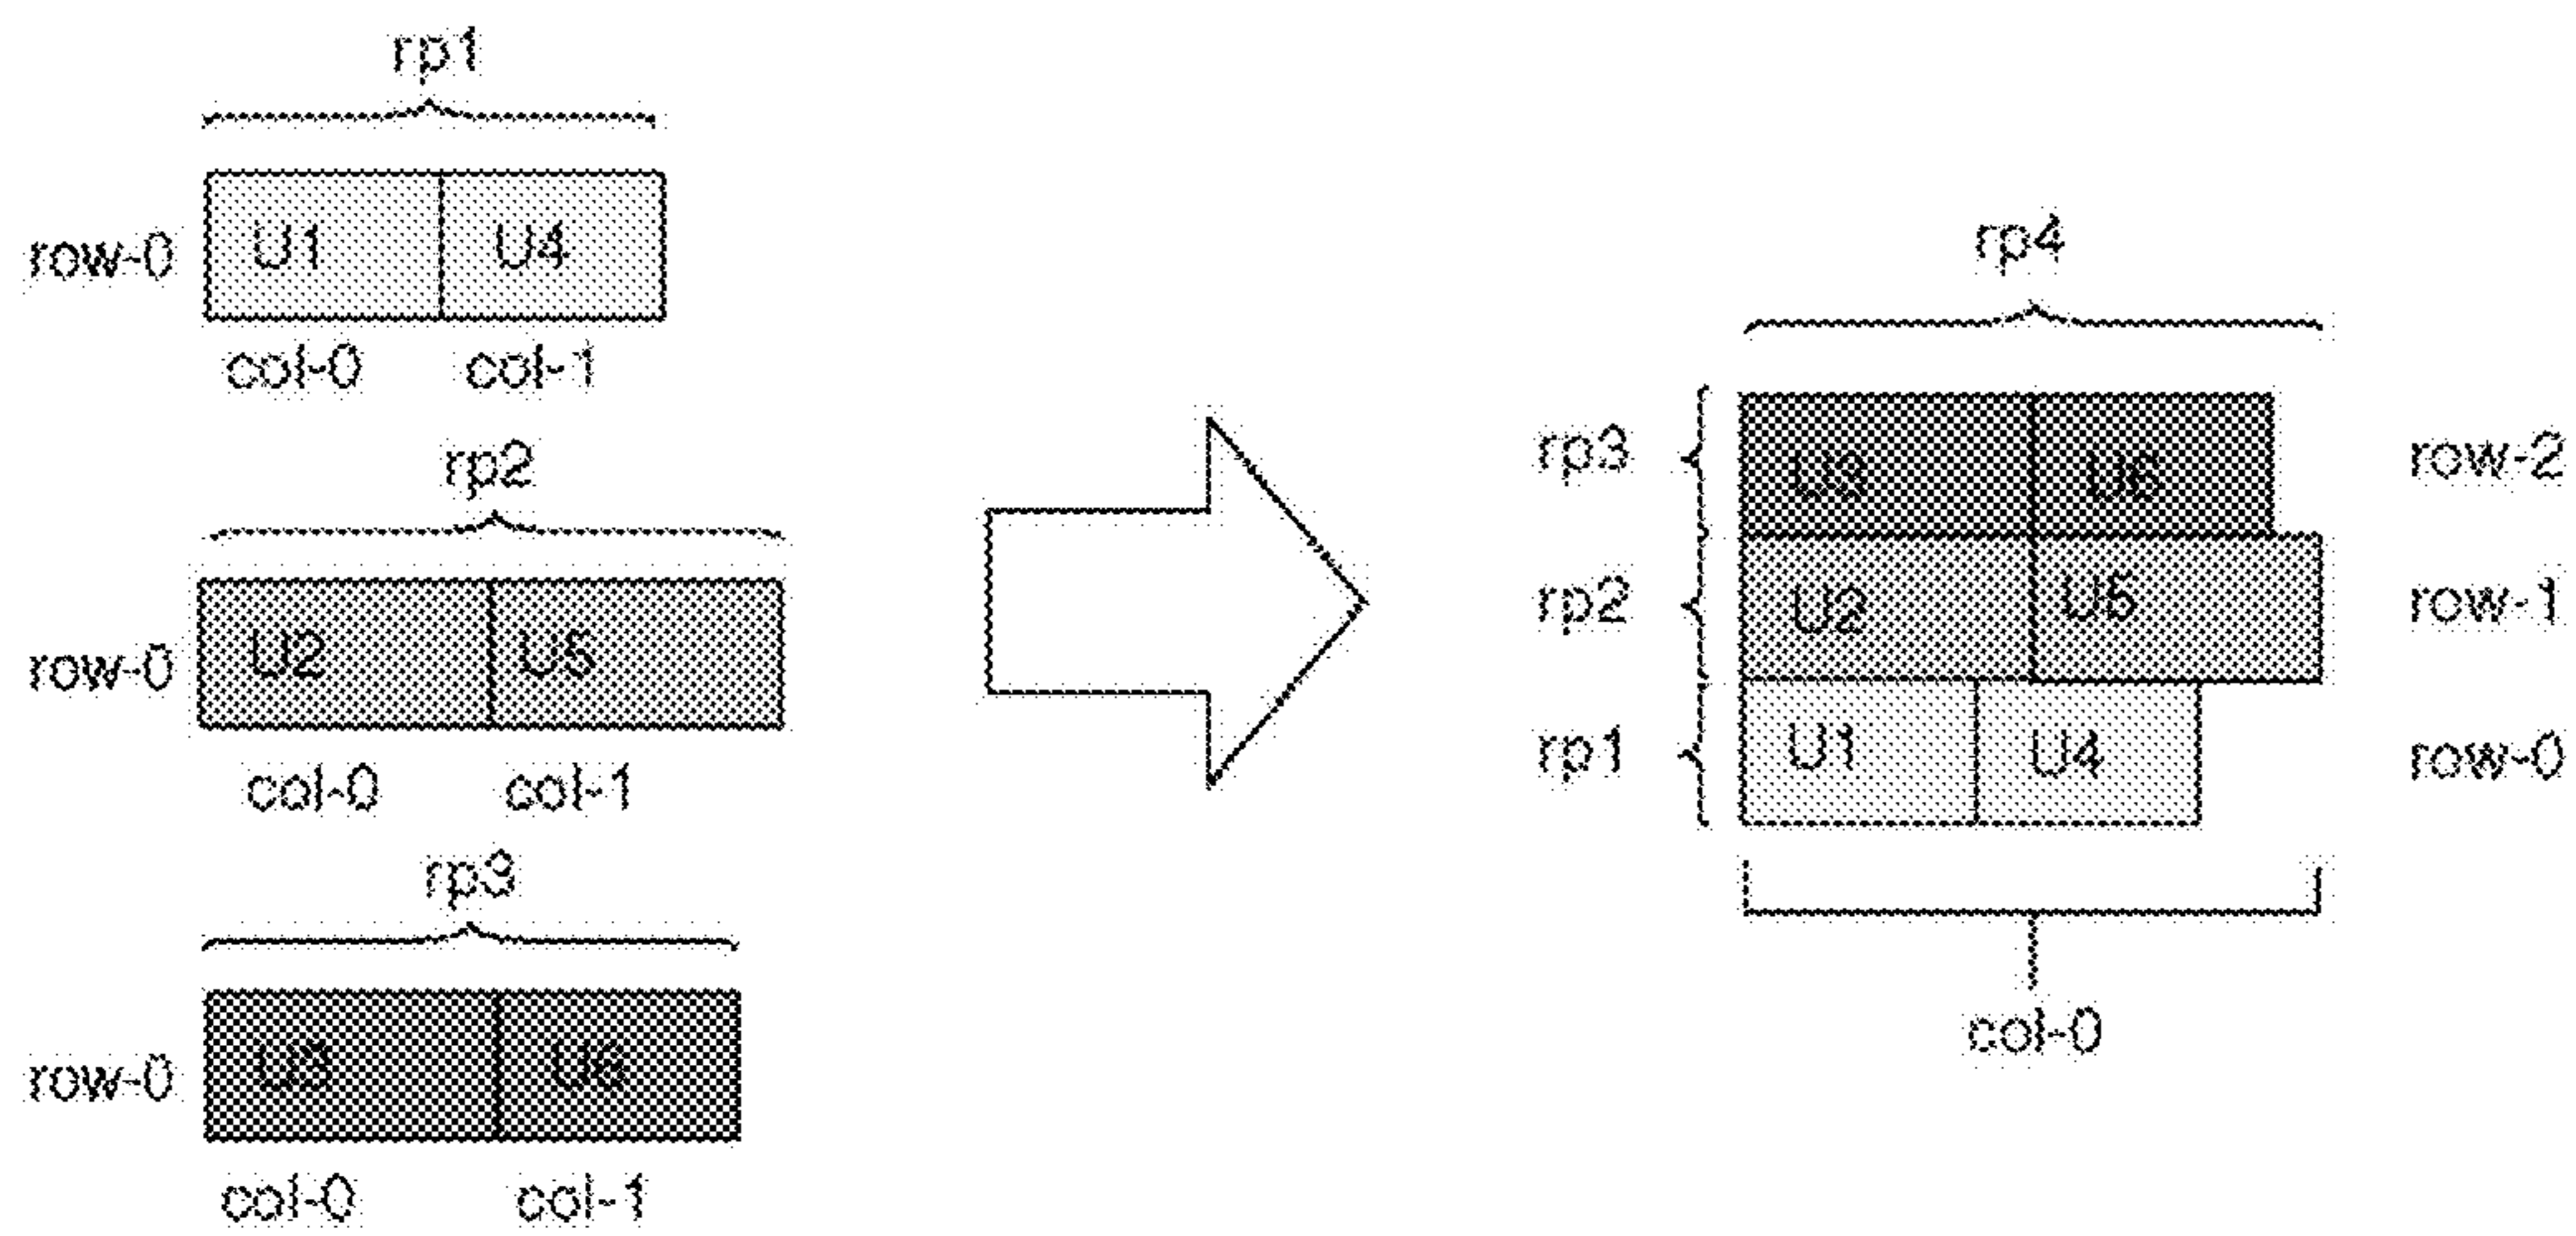 rp1
row-0 U1 U4
col-0 col-1
rp2
row-0 U2 U5
col-0 col-1
rp3
row-0 U3 U6
col-0 col-1
rp4
rp3 U3 U6 row-2
rp2 U2 U5 row-1
rp1 U1 U4 row-0
col-0